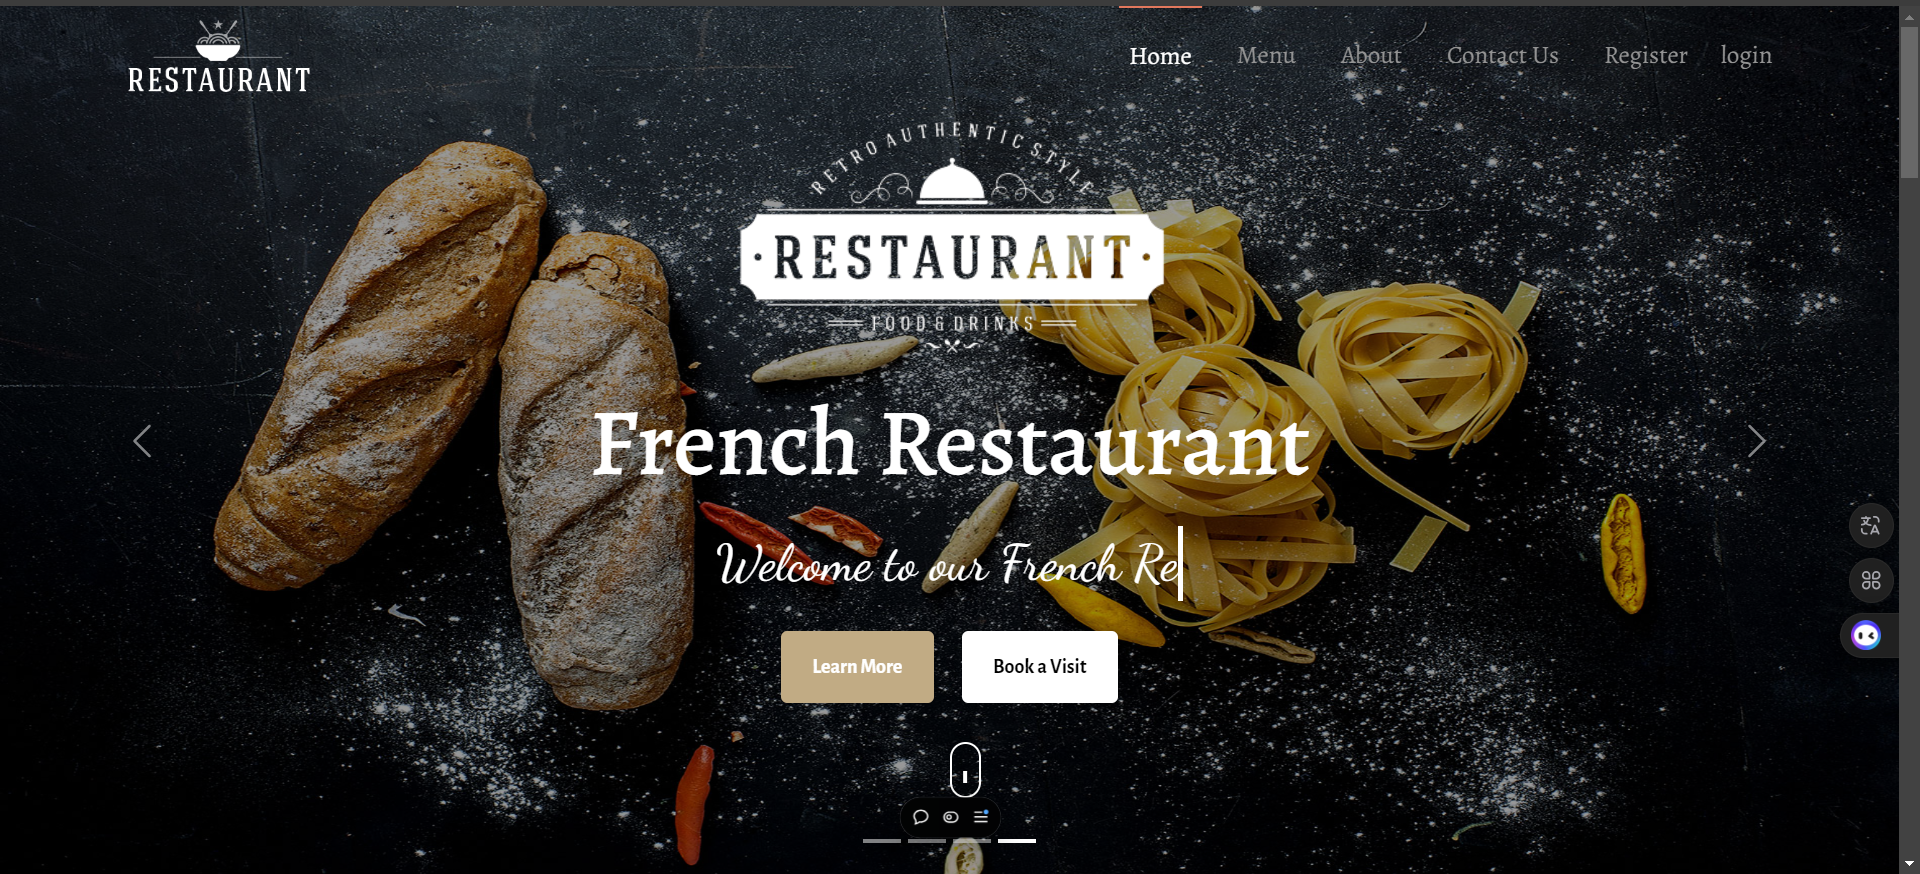 RESTAURANT
Home Menu About Contact Us Register login
RETRO AUTHENTIC STYLE
· RESTAURANT ·
FOOD & DRINKS
French Restaurant
Welcome to our French Re
Learn More Book a Visit